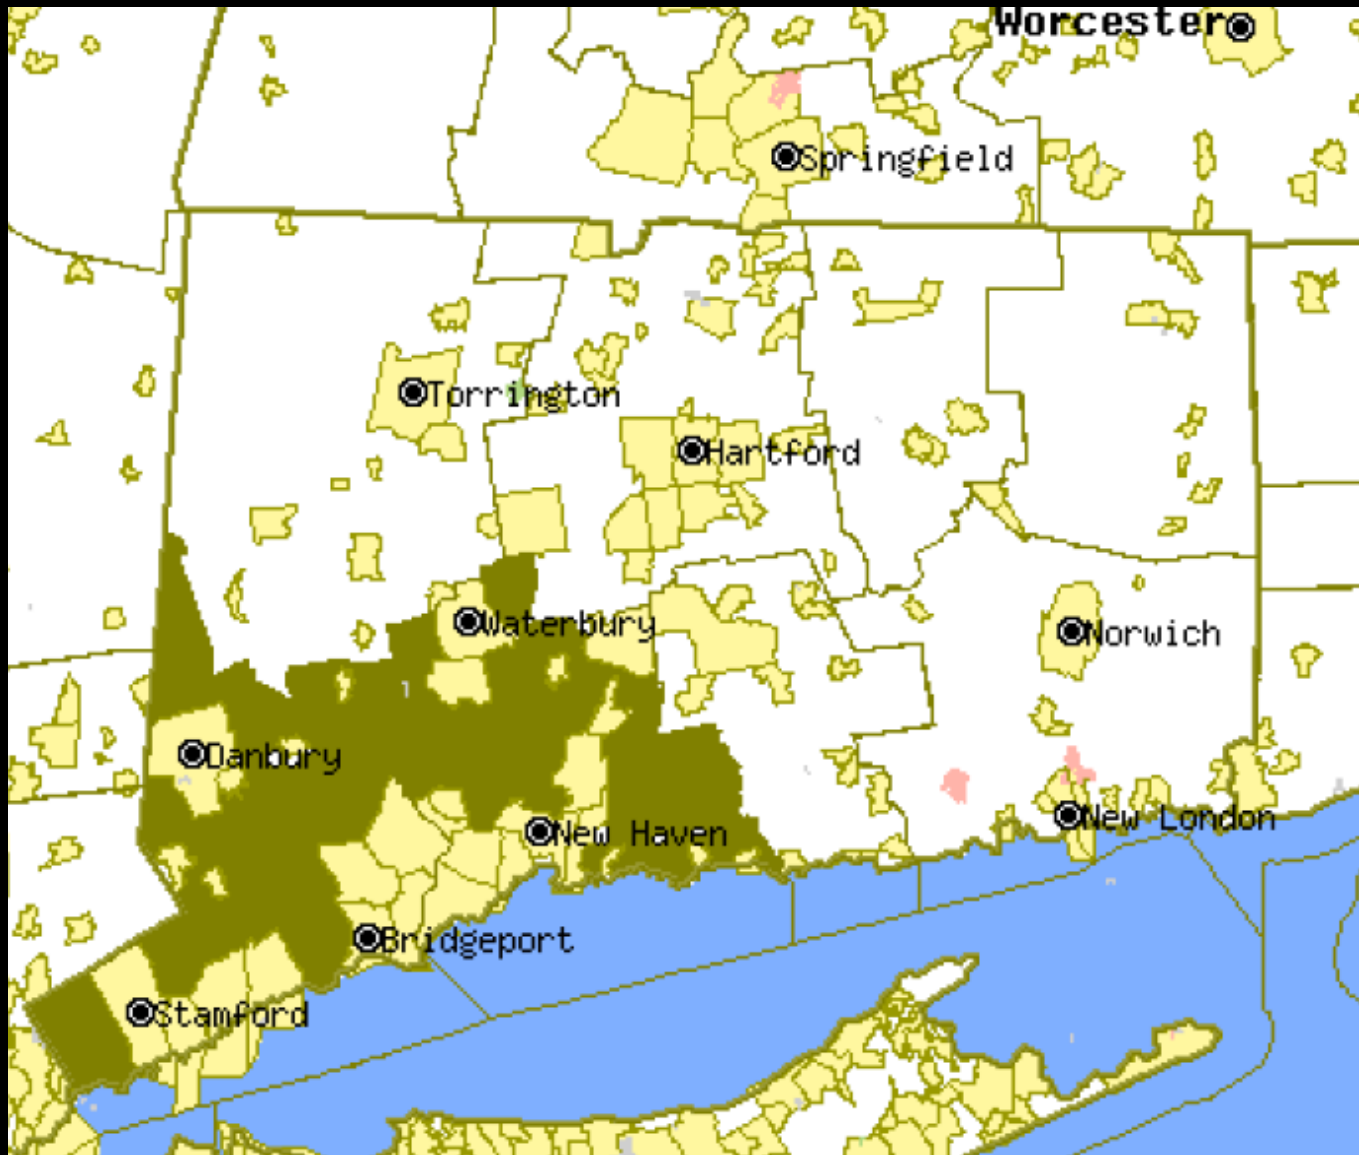 Worcester
Springfield
Torrington
Hartford
Waterbury
Norwich
Danbury
New London
New Haven
Bridgeport
Stamford